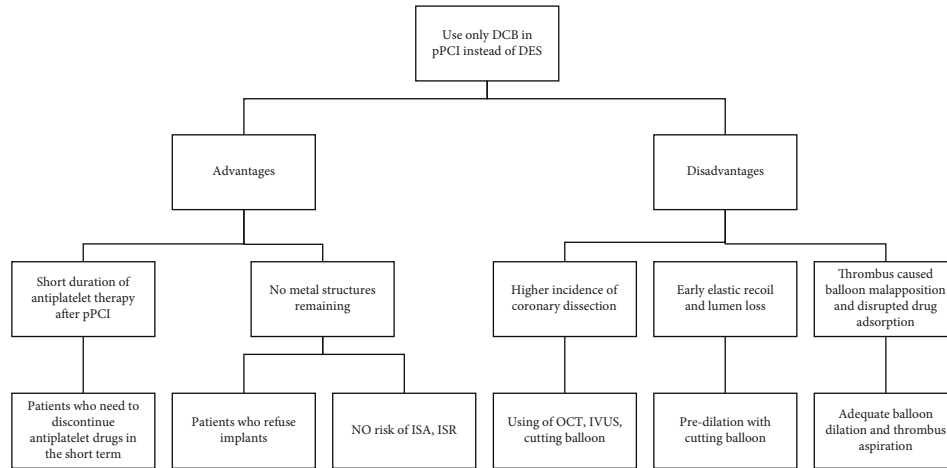 Use only DCB in
pPCI instead of DES
Advantages
Disadvantages
Short duration of
antiplatelet therapy
after pPCI
No metal structures
remaining
Higher incidence of
coronary dissection
Early elastic recoil
and lumen loss
Thrombus caused
balloon malapposition
and disrupted drug
adsorption
Patients who need to
discontinue
antiplatelet drugs in
the short term
Patients who refuse
implants
NO risk of ISA, ISR
Using of OCT, IVUS,
cutting balloon
Pre-dilation with
cutting balloon
Adequate balloon
dilation and thrombus
aspiration